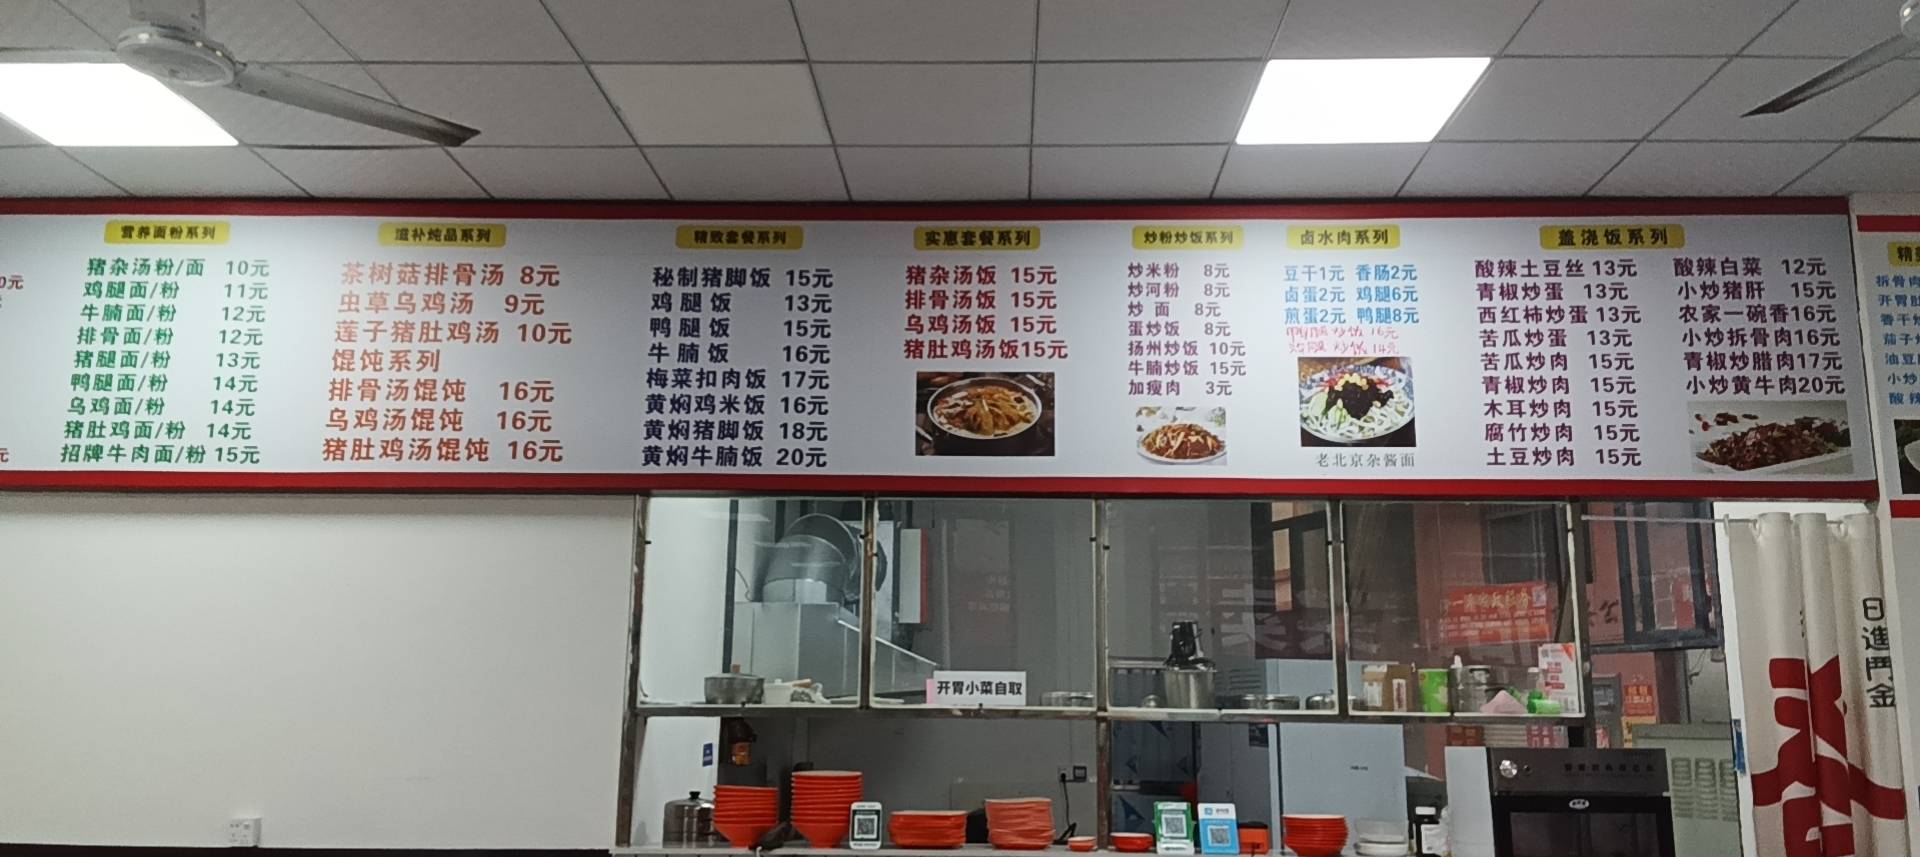 营养面粉系列
猪杂汤粉/面 10元
鸡腿面/粉 11元
牛腩面/粉 12元
排骨面/粉 12元
猪腿面/粉 13元
鸭腿面/粉 14元
乌鸡面/粉 14元
猪肚鸡面/粉 14元
招牌牛肉面/粉 15元
滋补炖品系列
茶树菇排骨汤 8元
虫草乌鸡汤 9元
莲子猪肚鸡汤 10元
馄饨系列
排骨汤馄饨 16元
乌鸡汤馄饨 16元
猪肚鸡汤馄饨 16元
精致套餐系列
秘制猪脚饭 15元
鸡腿饭 13元
鸭腿饭 15元
牛腩饭 16元
梅菜扣肉饭 17元
黄焖鸡米饭 16元
黄焖猪脚饭 18元
黄焖牛腩饭 20元
实惠套餐系列
猪杂汤饭 15元
排骨汤饭 15元
乌鸡汤饭 15元
猪肚鸡汤饭15元
炒粉炒饭系列
炒米粉 8元
炒河粉 8元
炒面 8元
蛋炒饭 8元
扬州炒饭 10元
牛腩炒饭 15元
加瘦肉 3元
卤水肉系列
豆干1元 香肠2元
卤蛋2元 鸡腿6元
煎蛋2元 鸭腿8元
鸭腿炒饭 16元
鸡腿炒饭 14元
老北京杂酱面
盖浇饭系列
酸辣土豆丝 13元
青椒炒蛋 13元
西红柿炒蛋 13元
苦瓜炒蛋 13元
苦瓜炒肉 15元
青椒炒肉 15元
木耳炒肉 15元
腐竹炒肉 15元
土豆炒肉 15元
酸辣白菜 12元
小炒猪肝 15元
农家一碗香16元
小炒拆骨肉16元
青椒炒腊肉17元
小炒黄牛肉20元
开胃小菜自取
日進鬥金